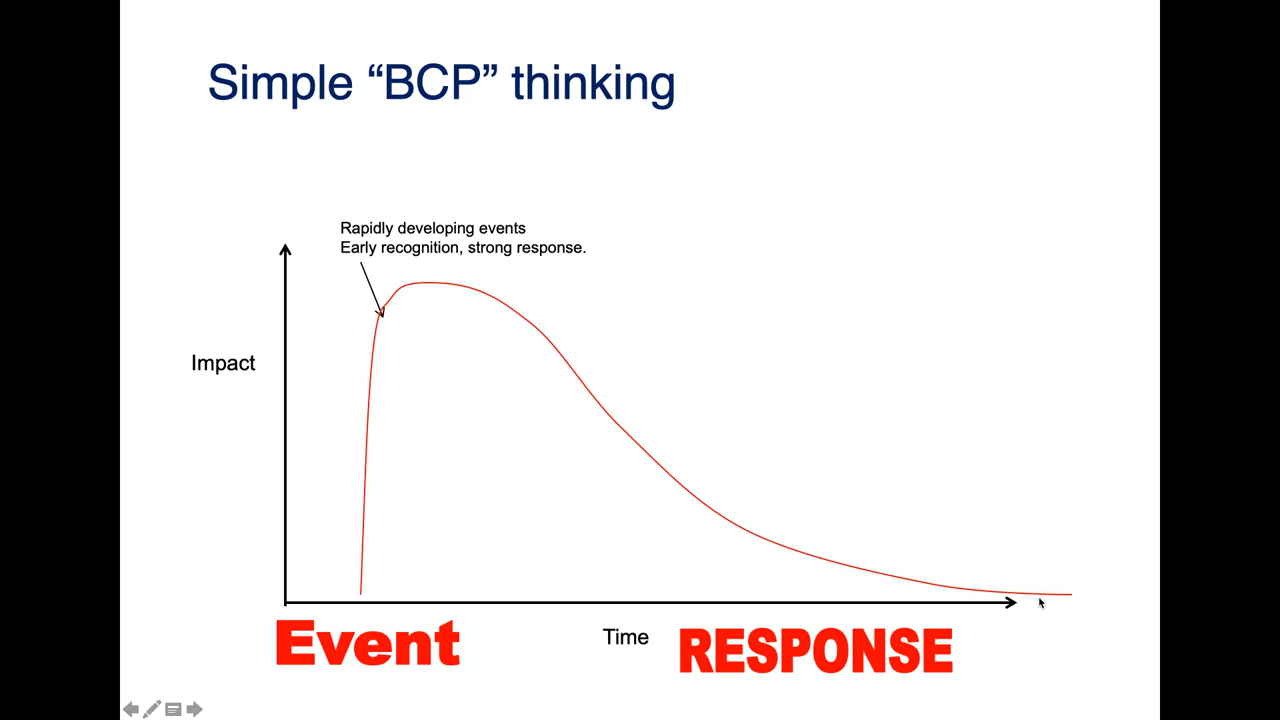 Simple “BCP” thinking
Rapidly developing events
Early recognition, strong response.
Impact
Time
Event
RESPONSE